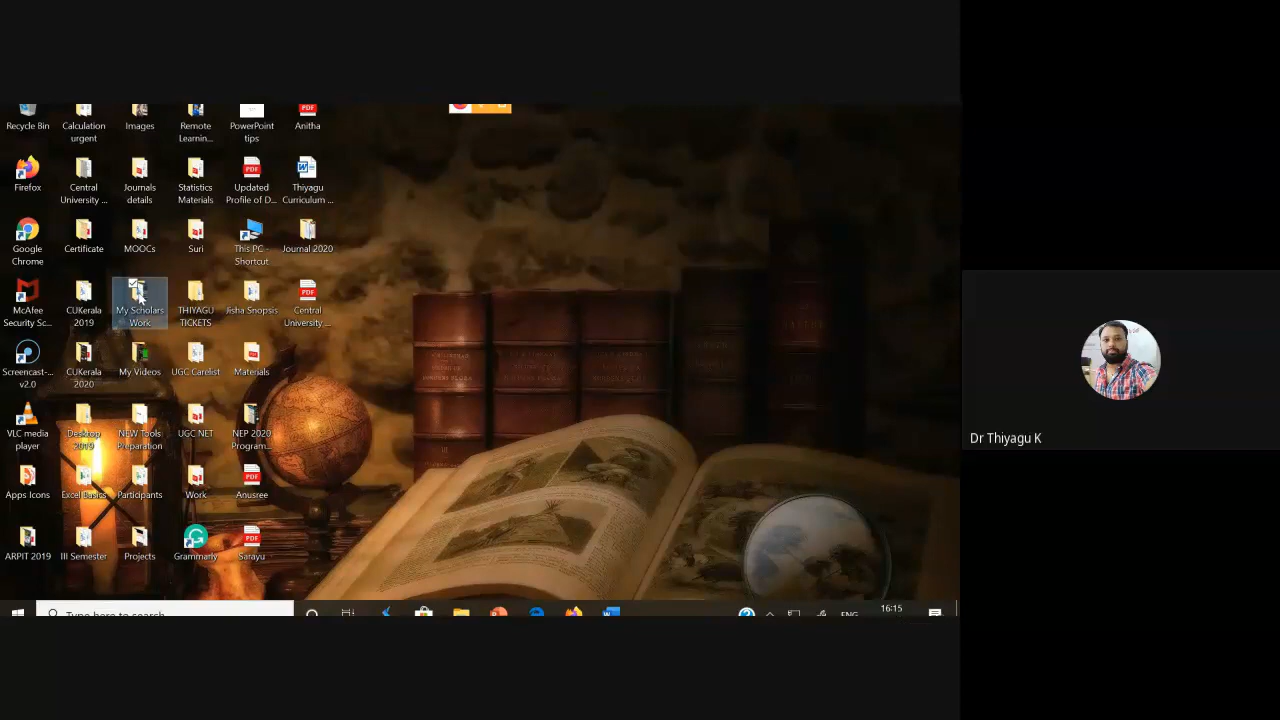 Recycle Bin
Calculation
urgent
Images
Remote
Learnin...
PowerPoint
tips
Anitha
Firefox
Central
University ...
Journals
details
Statistics
Materials
Updated
Profile of D...
Thiyagu
Curriculum ...
Google
Chrome
Certificate
MOOCs
Suri
This PC -
Shortcut
Journal 2020
McAfee
Security Sc...
CUKerala
2019
My Scholars
Work
THIYAGU
TICKETS
Jisha Snopsis
Central
University ...
Screencast-...
v2.0
CUKerala
2020
My Videos
UGC Carelist
Materials
VLC media
player
Desktop
2019
NEW Tools
Preparation
UGC NET
NEP 2020
Program...
Apps Icons
Excel Basics
Participants
Work
Anusree
ARPIT 2019
III Semester
Projects
Grammarly
Sarayu
Type here to search
ENG
16:15
Dr Thiyagu K